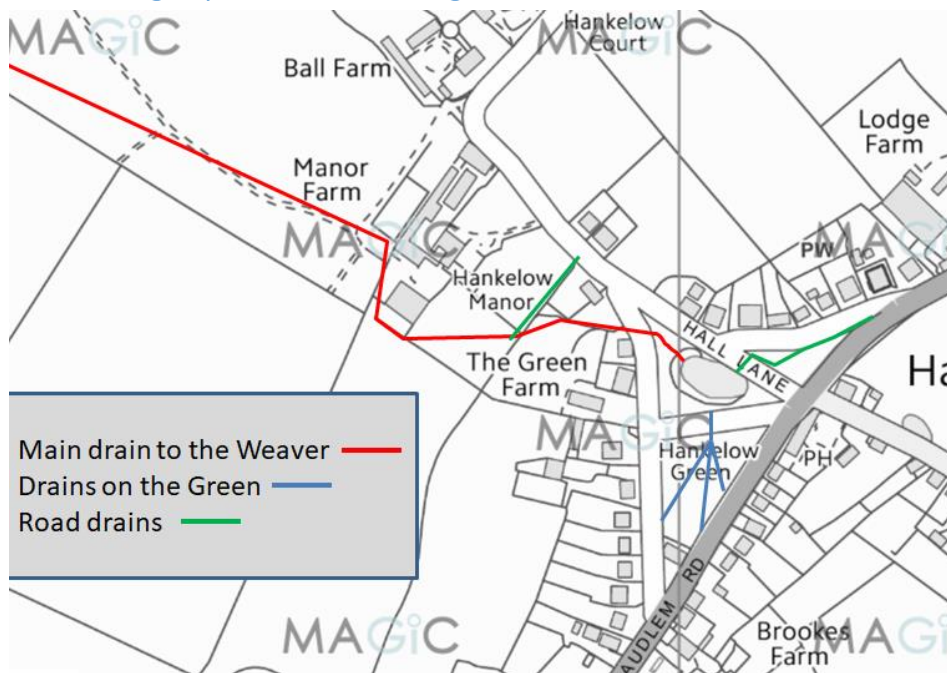 MAGiC
MAGiC
Hankelow
Court
Ball Farm
Lodge
Farm
Manor
Farm
MAGiC
PW
MAGi
Hankelow
Manor
HALL LANE
The Green
Farm
Ha
MAGiC
Hankelow
Green
PH
Main drain to the Weaver
Drains on the Green
Road drains
AUDLEM RD
MAGiC
Brookes
Farm
MAGi